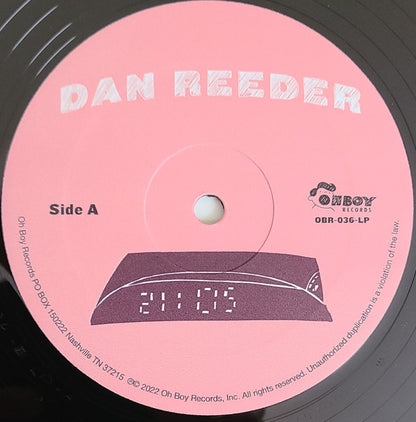 DAN REEDER
Side A
OH BOY
RECORDS
OBR-036-LP
21:05
Oh Boy Records PO BOX 150222 Nashville TN 37215 ℗© 2022 Oh Boy Records, Inc. All rights reserved. Unauthorized duplication is a violation of the law.